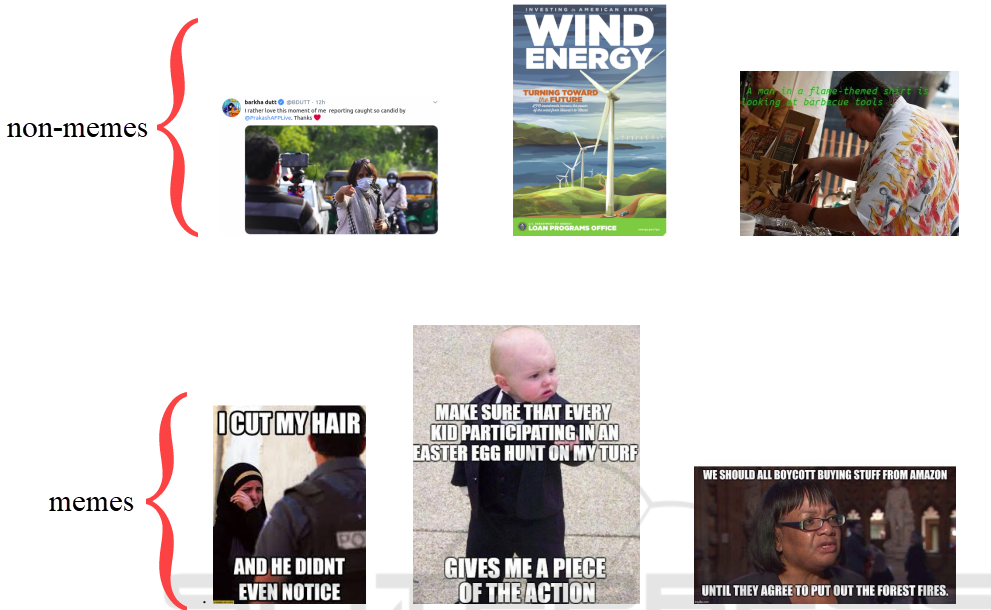 non-memes
barkha dutt @BDUTT · 12h
I rather love this moment of me reporting caught so candid by
@PrakashAFPLive. Thanks
INVESTING in AMERICAN ENERGY
WIND
ENERGY
TURNING TOWARD
the FUTURE
LOAN PROGRAMS OFFICE
A man in a flame-themed shirt is
looking at barbecue tools .
memes
I CUT MY HAIR
AND HE DIDNT
EVEN NOTICE
MAKE SURE THAT EVERY
KID PARTICIPATING IN AN
EASTER EGG HUNT ON MY TURF
GIVES ME A PIECE
OF THE ACTION
WE SHOULD ALL BOYCOTT BUYING STUFF FROM AMAZON
UNTIL THEY AGREE TO PUT OUT THE FOREST FIRES.